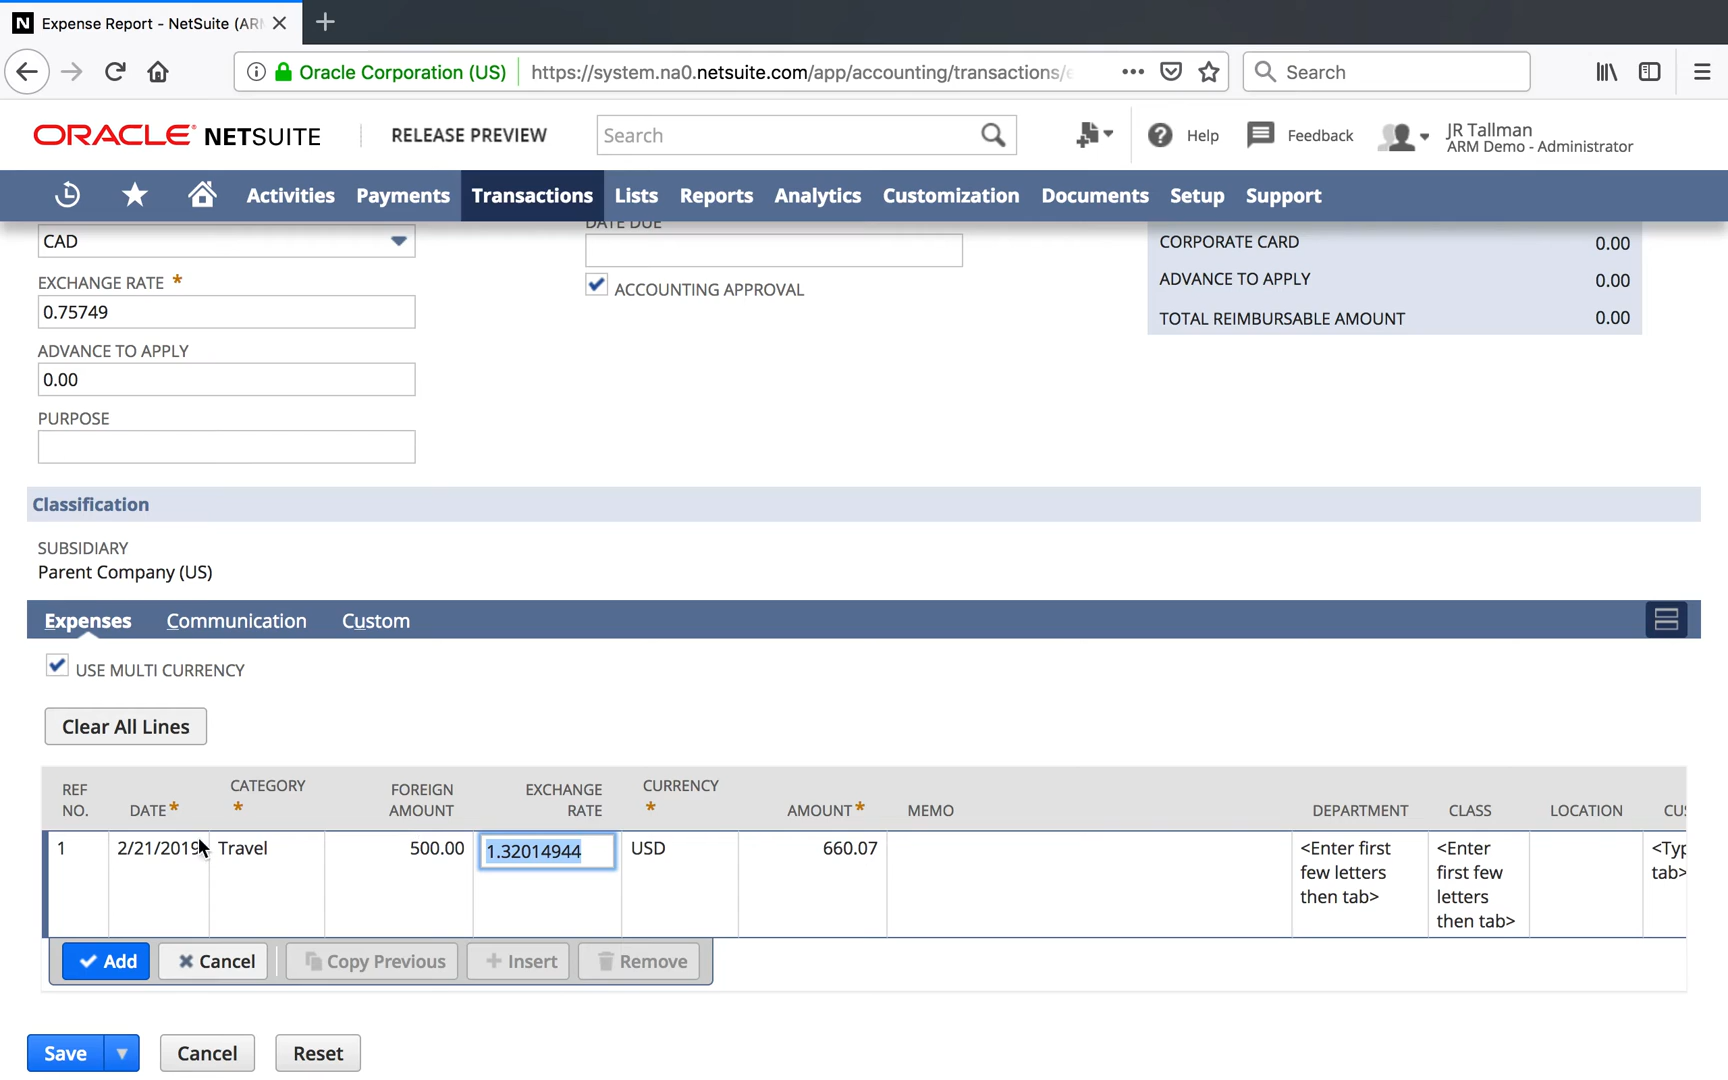 Expense Report - NetSuite (AR
Oracle Corporation (US) https://system.na0.netsuite.com/app/accounting/transactions/e
Search
ORACLE NETSUITE
RELEASE PREVIEW
Search
Help
Feedback
JR Tallman
ARM Demo - Administrator
Activities Payments Transactions Lists Reports Analytics Customization Documents Setup Support
CAD
EXCHANGE RATE *
0.75749
ADVANCE TO APPLY
0.00
PURPOSE
DATE DUE
ACCOUNTING APPROVAL
CORPORATE CARD 0.00
ADVANCE TO APPLY 0.00
TOTAL REIMBURSABLE AMOUNT 0.00
Classification
SUBSIDIARY
Parent Company (US)
Expenses Communication Custom
USE MULTI CURRENCY
Clear All Lines
REF NO. DATE * CATEGORY * FOREIGN AMOUNT EXCHANGE RATE CURRENCY * AMOUNT * MEMO DEPARTMENT CLASS LOCATION CUS
1 2/21/2019 Travel 500.00 1.32014944 USD 660.07 <Enter first few letters then tab> <Enter first few letters then tab> <Typ tab>
Add Cancel Copy Previous Insert Remove
Save Cancel Reset